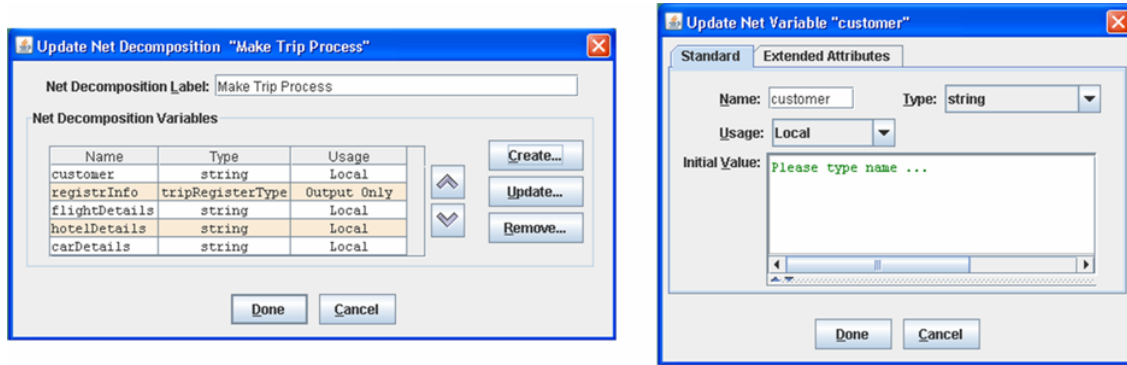 Update Net Decomposition "Make Trip Process"
Net Decomposition Label: Make Trip Process
Net Decomposition Variables
Name Type Usage
customer string Local
registrInfo tripRegisterType Output Only
flightDetails string Local
hotelDetails string Local
carDetails string Local
Create...
Update...
Remove...
Done Cancel
Update Net Variable "customer"
Standard Extended Attributes
Name: customer Type: string
Usage: Local
Initial Value: Please type name ...
Done Cancel